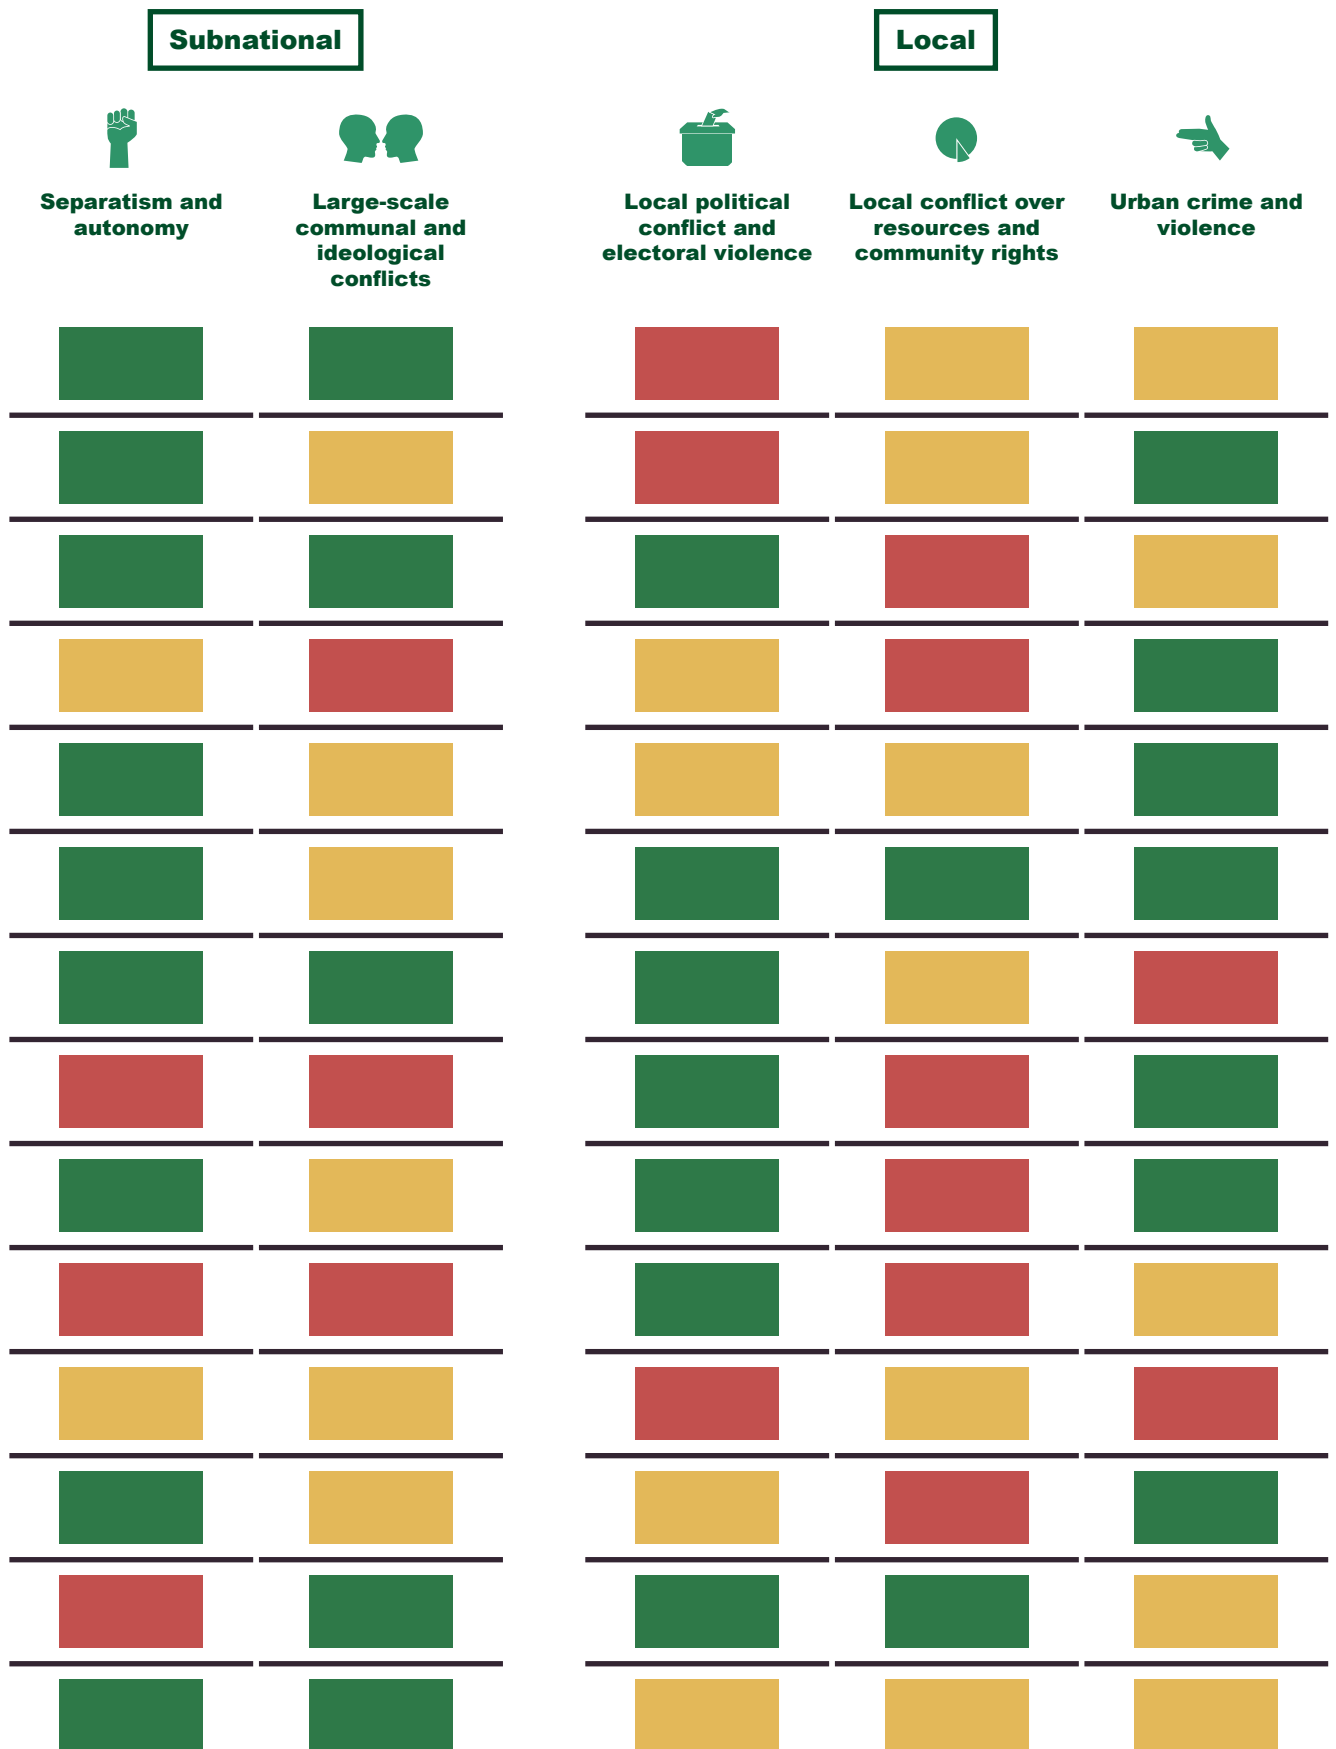 Subnational
Local
Separatism and
autonomy
Large-scale
communal and
ideological
conflicts
Local political
conflict and
electoral violence
Local conflict over
resources and
community rights
Urban crime and
violence